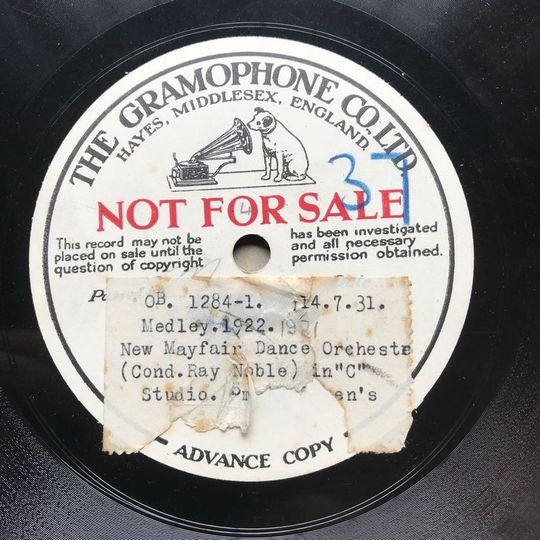 THE GRAMOPHONE CO, LTD
HAYES, MIDDLESEX, ENGLAND.
37
NOT FOR SALE
4
This record may not be
placed on sale until the
question of copyright
has been investigated
and all necessary
permission obtained.
OB. 1284-1. 14.7.31.
Medley.1922.
New Mayfair Dance Orchestr
(Cond.Ray Noble) in"C"
Studio.
ADVANCE COPY